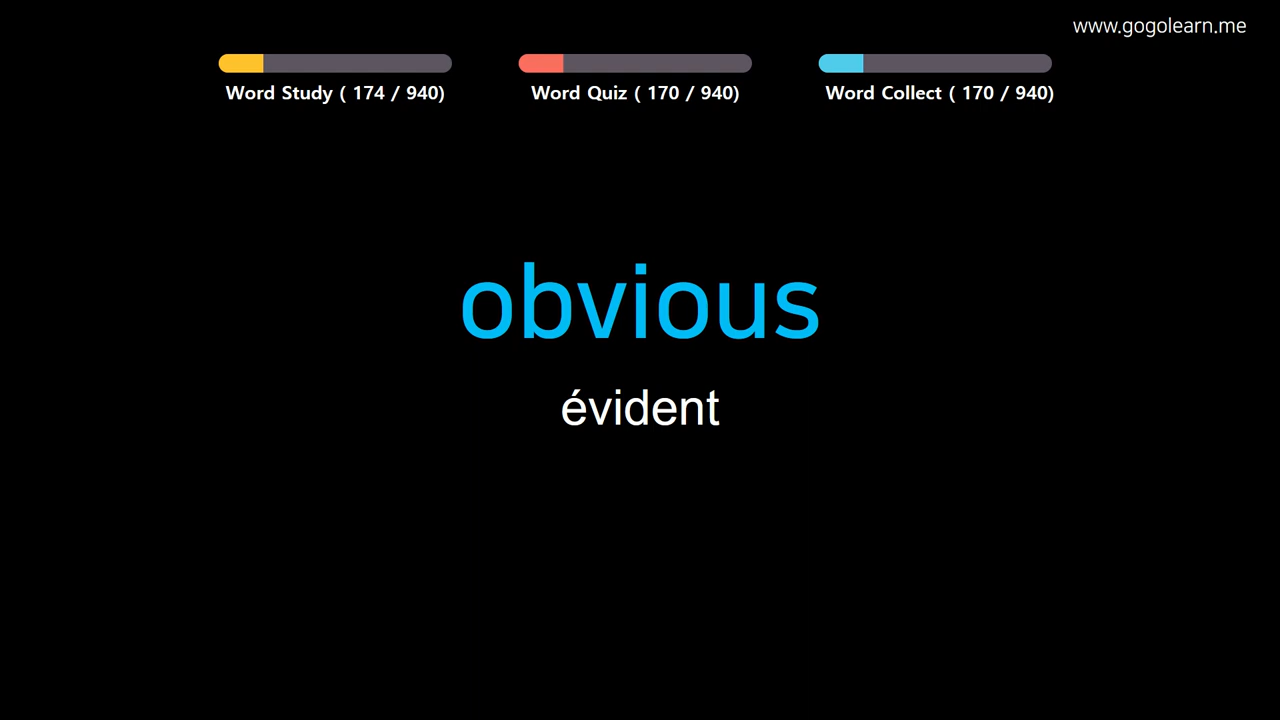 www.gogolearn.me
Word Study ( 174 / 940)
Word Quiz ( 170 / 940)
Word Collect ( 170 / 940)
obvious
évident